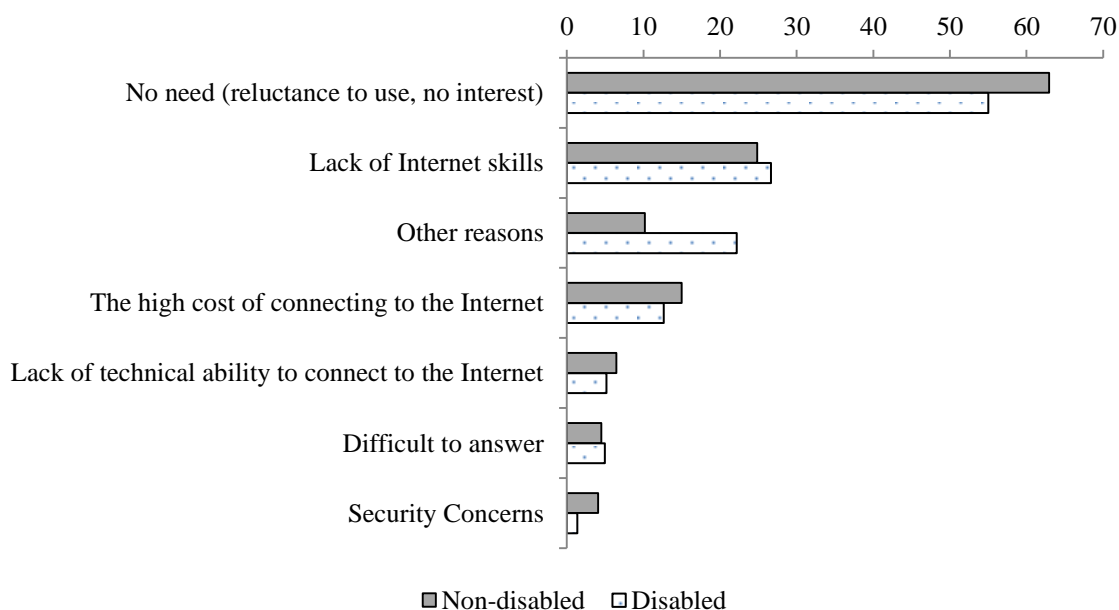 0 10 20 30 40 50 60 70
No need (reluctance to use, no interest)
Lack of Internet skills
Other reasons
The high cost of connecting to the Internet
Lack of technical ability to connect to the Internet
Difficult to answer
Security Concerns
Non-disabled Disabled